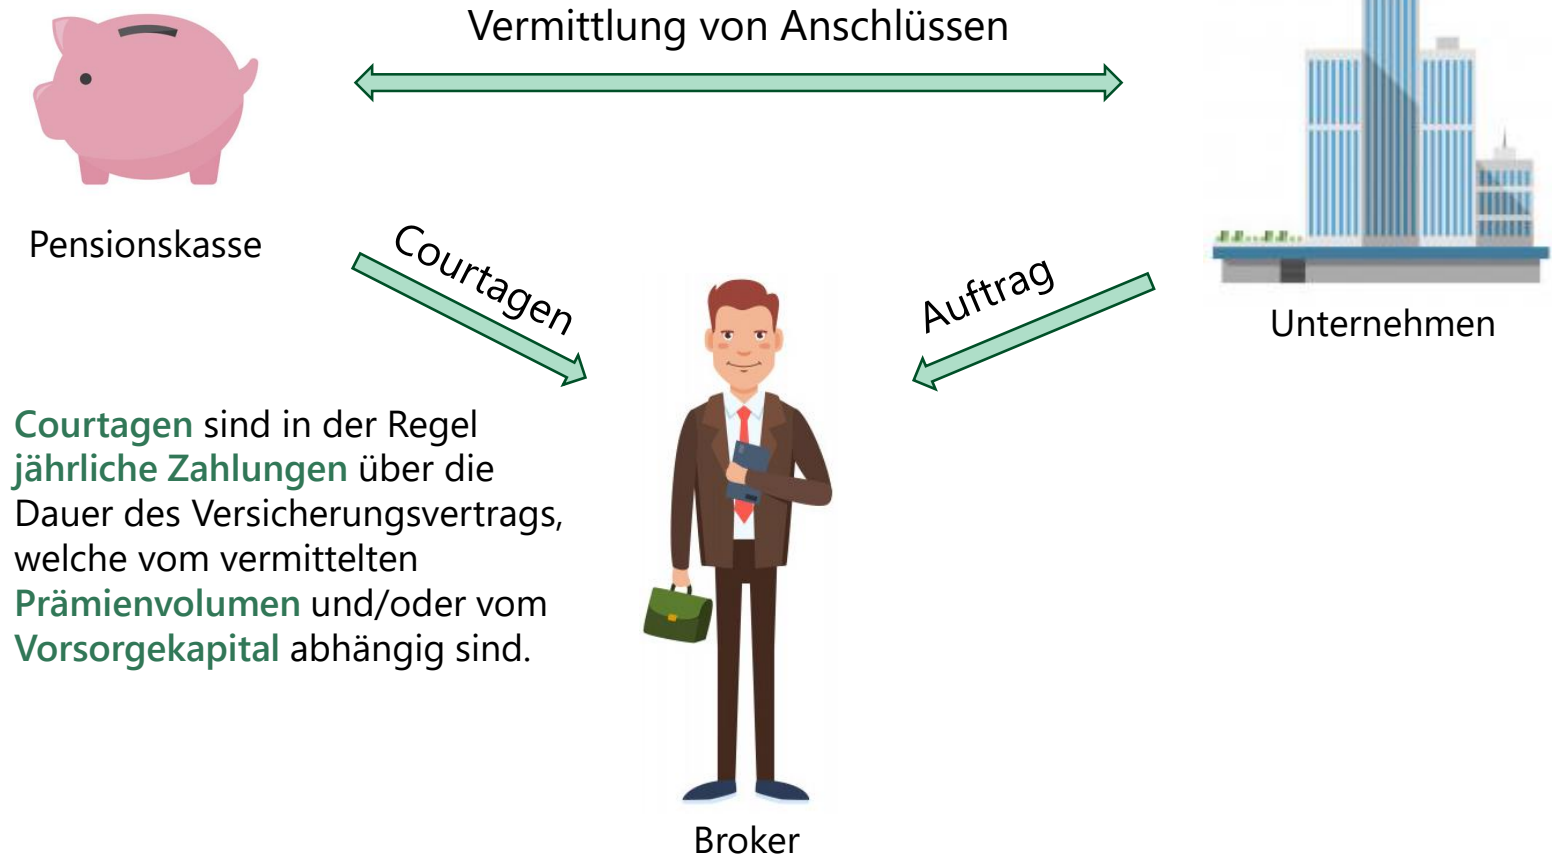 Vermittlung von Anschlüssen
Pensionskasse
Courtagen
Auftrag
Unternehmen
Courtagen sind in der Regel
jährliche Zahlungen über die
Dauer des Versicherungsvertrags,
welche vom vermittelten
Prämienvolumen und/oder vom
Vorsorgekapital abhängig sind.
Broker